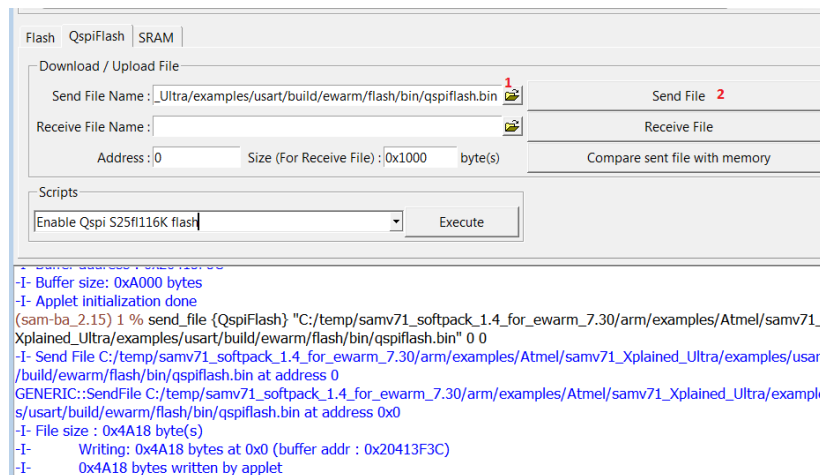 Flash QspiFlash SRAM
Download / Upload File
1
Send File Name : _Ultra/examples/usart/build/ewarm/flash/bin/qspiflash.bin Send File 2
Receive File Name : Receive File
Address : 0 Size (For Receive File) : 0x1000 byte(s) Compare sent file with memory
Scripts
Enable Qspi S25fl116K flash Execute
-I- Buffer address : 0x20413F3C
-I- Buffer size: 0xA000 bytes
-I- Applet initialization done
(sam-ba_2.15) 1 % send_file {QspiFlash} "C:/temp/samv71_softpack_1.4_for_ewarm_7.30/arm/examples/Atmel/samv71_
Xplained_Ultra/examples/usart/build/ewarm/flash/bin/qspiflash.bin" 0 0
-I- Send File C:/temp/samv71_softpack_1.4_for_ewarm_7.30/arm/examples/Atmel/samv71_Xplained_Ultra/examples/usar
/build/ewarm/flash/bin/qspiflash.bin at address 0
GENERIC::SendFile C:/temp/samv71_softpack_1.4_for_ewarm_7.30/arm/examples/Atmel/samv71_Xplained_Ultra/example
s/usart/build/ewarm/flash/bin/qspiflash.bin at address 0x0
-I- File size : 0x4A18 byte(s)
-I- Writing: 0x4A18 bytes at 0x0 (buffer addr : 0x20413F3C)
-I- 0x4A18 bytes written by applet